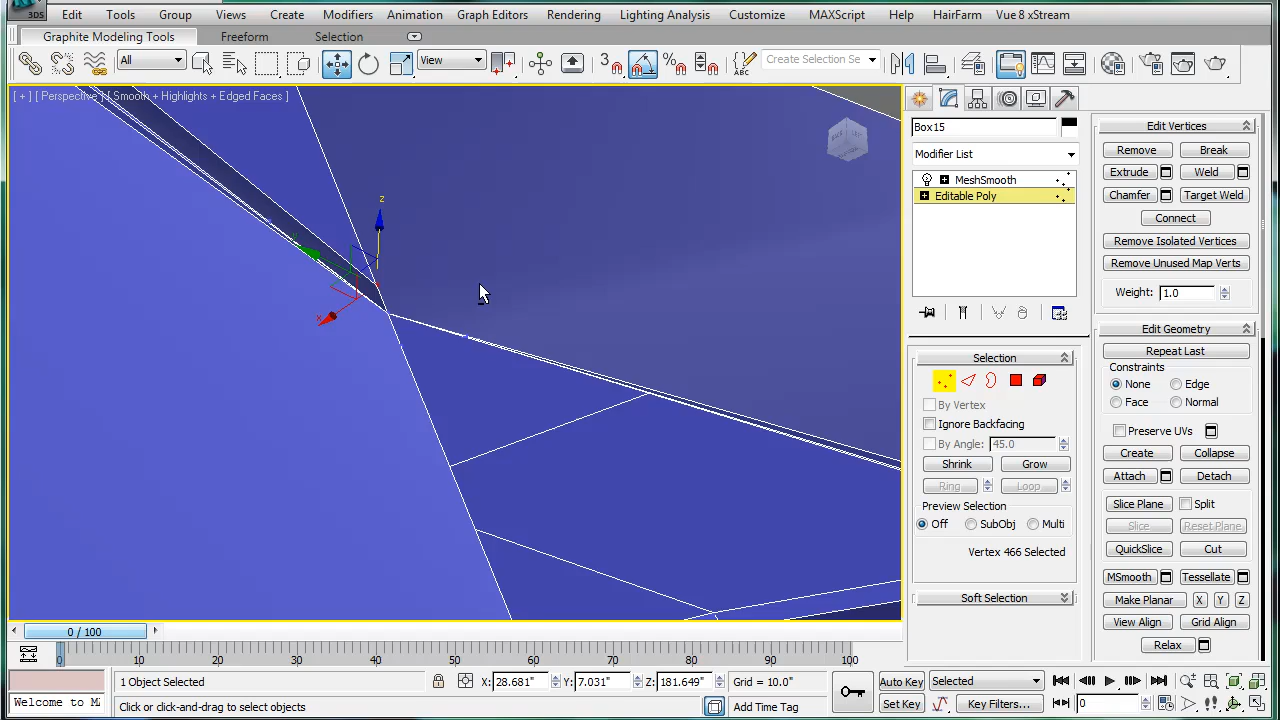 3DS
Edit Tools Group Views Create Modifiers Animation Graph Editors Rendering Lighting Analysis Customize MAXScript Help HairFarm Vue 8 xStream
Graphite Modeling Tools Freeform Selection
All View 3 % ABC Create Selection Se
[ + ] [ Perspective ] [ Smooth + Highlights + Edged Faces ]
Box15
Modifier List
MeshSmooth
Editable Poly
z
x
Selection
By Vertex
Ignore Backfacing
By Angle: 45.0
Shrink Grow
Ring Loop
Preview Selection
Off SubObj Multi
Vertex 466 Selected
Soft Selection
Edit Vertices
Remove Break
Extrude Weld
Chamfer Target Weld
Connect
Remove Isolated Vertices
Remove Unused Map Verts
Weight: 1.0
Edit Geometry
Repeat Last
Constraints
None Edge
Face Normal
Preserve UVs
Create Collapse
Attach Detach
Slice Plane Split
Slice Reset Plane
QuickSlice Cut
MSmooth Tessellate
Make Planar X Y Z
View Align Grid Align
Relax
0 / 100
0 10 20 30 40 50 60 70 80 90 100
1 Object Selected X: 28.681" Y: 7.031" Z: 181.649" Grid = 10.0" Auto Key Selected
Welcome to M: Click or click-and-drag to select objects Add Time Tag Set Key Key Filters... 0